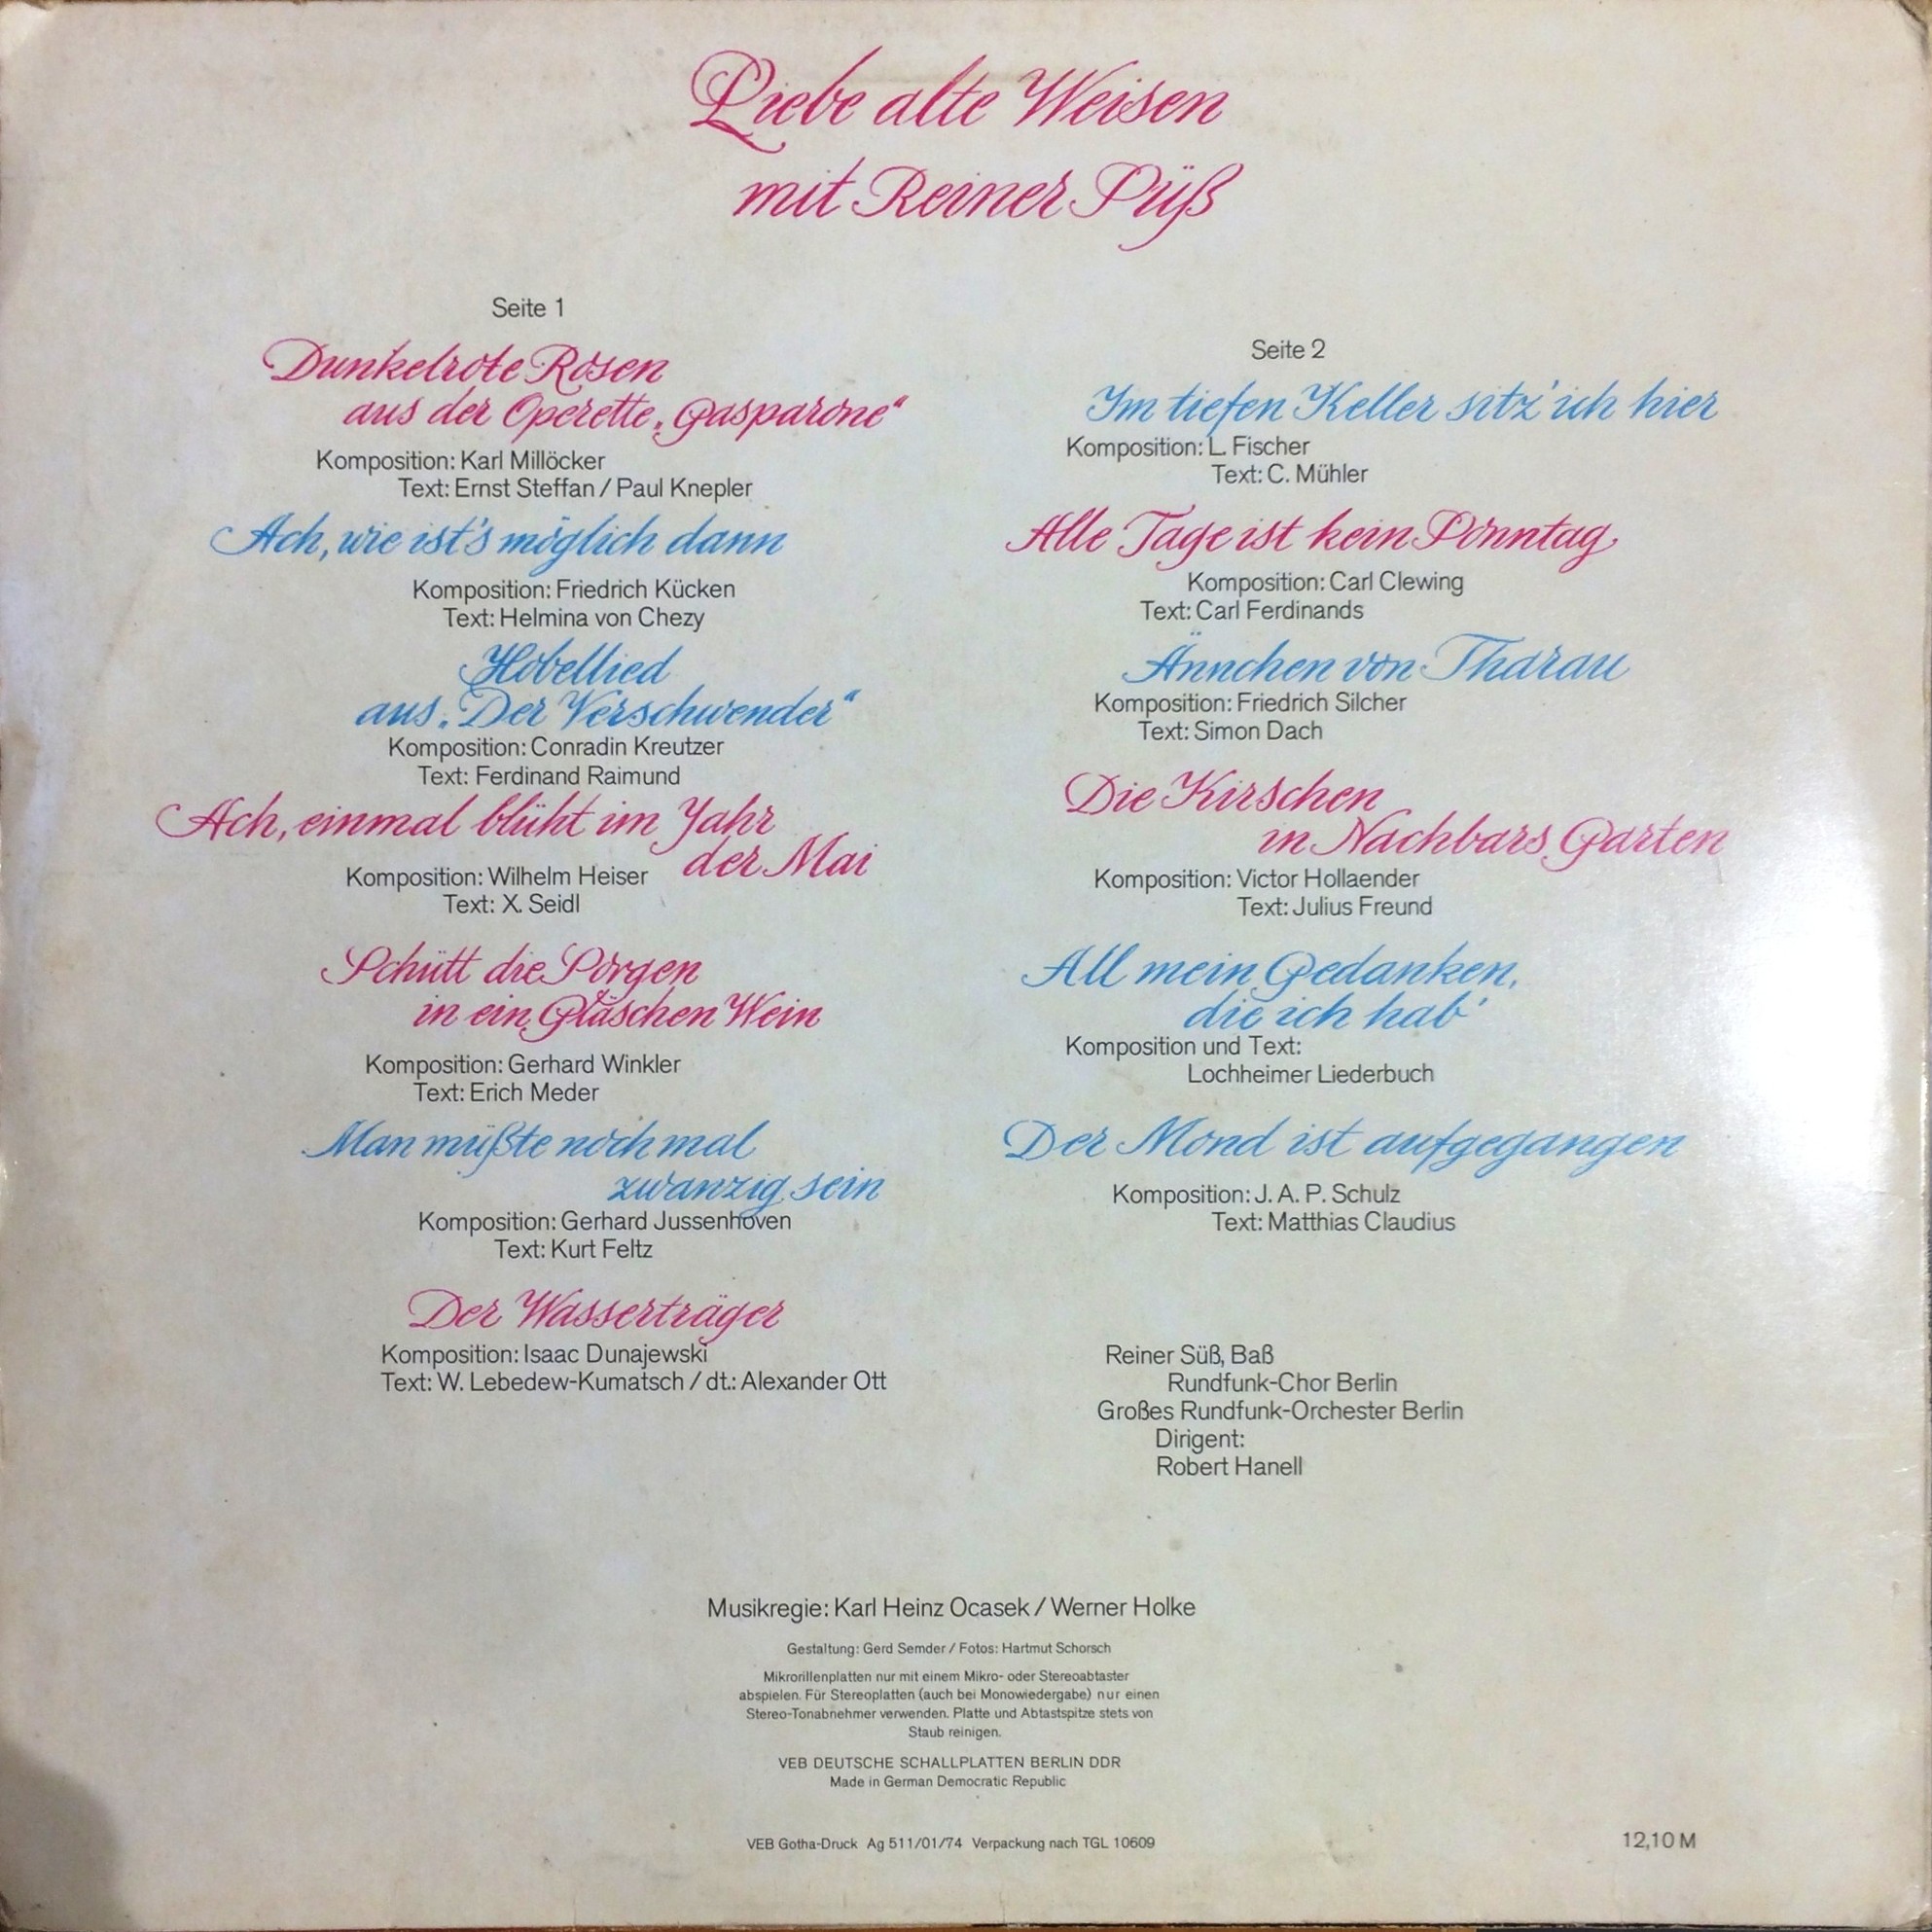 Liebe alte Weisen
mit Reiner Süß
Seite 1
Dunkelrote Rosen
aus der Operette „Gasparone“
Komposition: Karl Millöcker
Text: Ernst Steffan / Paul Knepler
Ach, wie ist's möglich dann
Komposition: Friedrich Kücken
Text: Helmina von Chezy
Hobellied
aus „Der Verschwender“
Komposition: Conradin Kreutzer
Text: Ferdinand Raimund
Ach, einmal blüht im Jahr
der Mai
Komposition: Wilhelm Heiser
Text: X. Seidl
Schütt die Sorgen
in ein Gläschen Wein
Komposition: Gerhard Winkler
Text: Erich Meder
Man müßte noch mal
zwanzig sein
Komposition: Gerhard Jussenhoven
Text: Kurt Feltz
Der Wasserträger
Komposition: Isaac Dunajewski
Text: W. Lebedew-Kumatsch / dt.: Alexander Ott
Seite 2
Im tiefen Keller sitz' ich hier
Komposition: L. Fischer
Text: C. Mühler
Alle Tage ist kein Sonntag
Komposition: Carl Clewing
Text: Carl Ferdinands
Ännchen von Tharau
Komposition: Friedrich Silcher
Text: Simon Dach
Die Kirschen
in Nachbars Garten
Komposition: Victor Hollaender
Text: Julius Freund
All mein Gedanken,
die ich hab'
Komposition und Text:
Lochheimer Liederbuch
Der Mond ist aufgegangen
Komposition: J. A. P. Schulz
Text: Matthias Claudius
Reiner Süß, Baß
Rundfunk-Chor Berlin
Großes Rundfunk-Orchester Berlin
Dirigent:
Robert Hanell
Musikregie: Karl Heinz Ocasek / Werner Holke
Gestaltung: Gerd Semder / Fotos: Hartmut Schorsch
Mikrorillenplatten nur mit einem Mikro- oder Stereoabtaster
abspielen. Für Stereoplatten (auch bei Monowiedergabe) nur einen
Stereo-Tonabnehmer verwenden. Platte und Abtastspitze stets von
Staub reinigen.
VEB DEUTSCHE SCHALLPLATTEN BERLIN DDR
Made in German Democratic Republic
VEB Gotha-Druck Ag 511/01/74 Verpackung nach TGL 10609
12,10 M